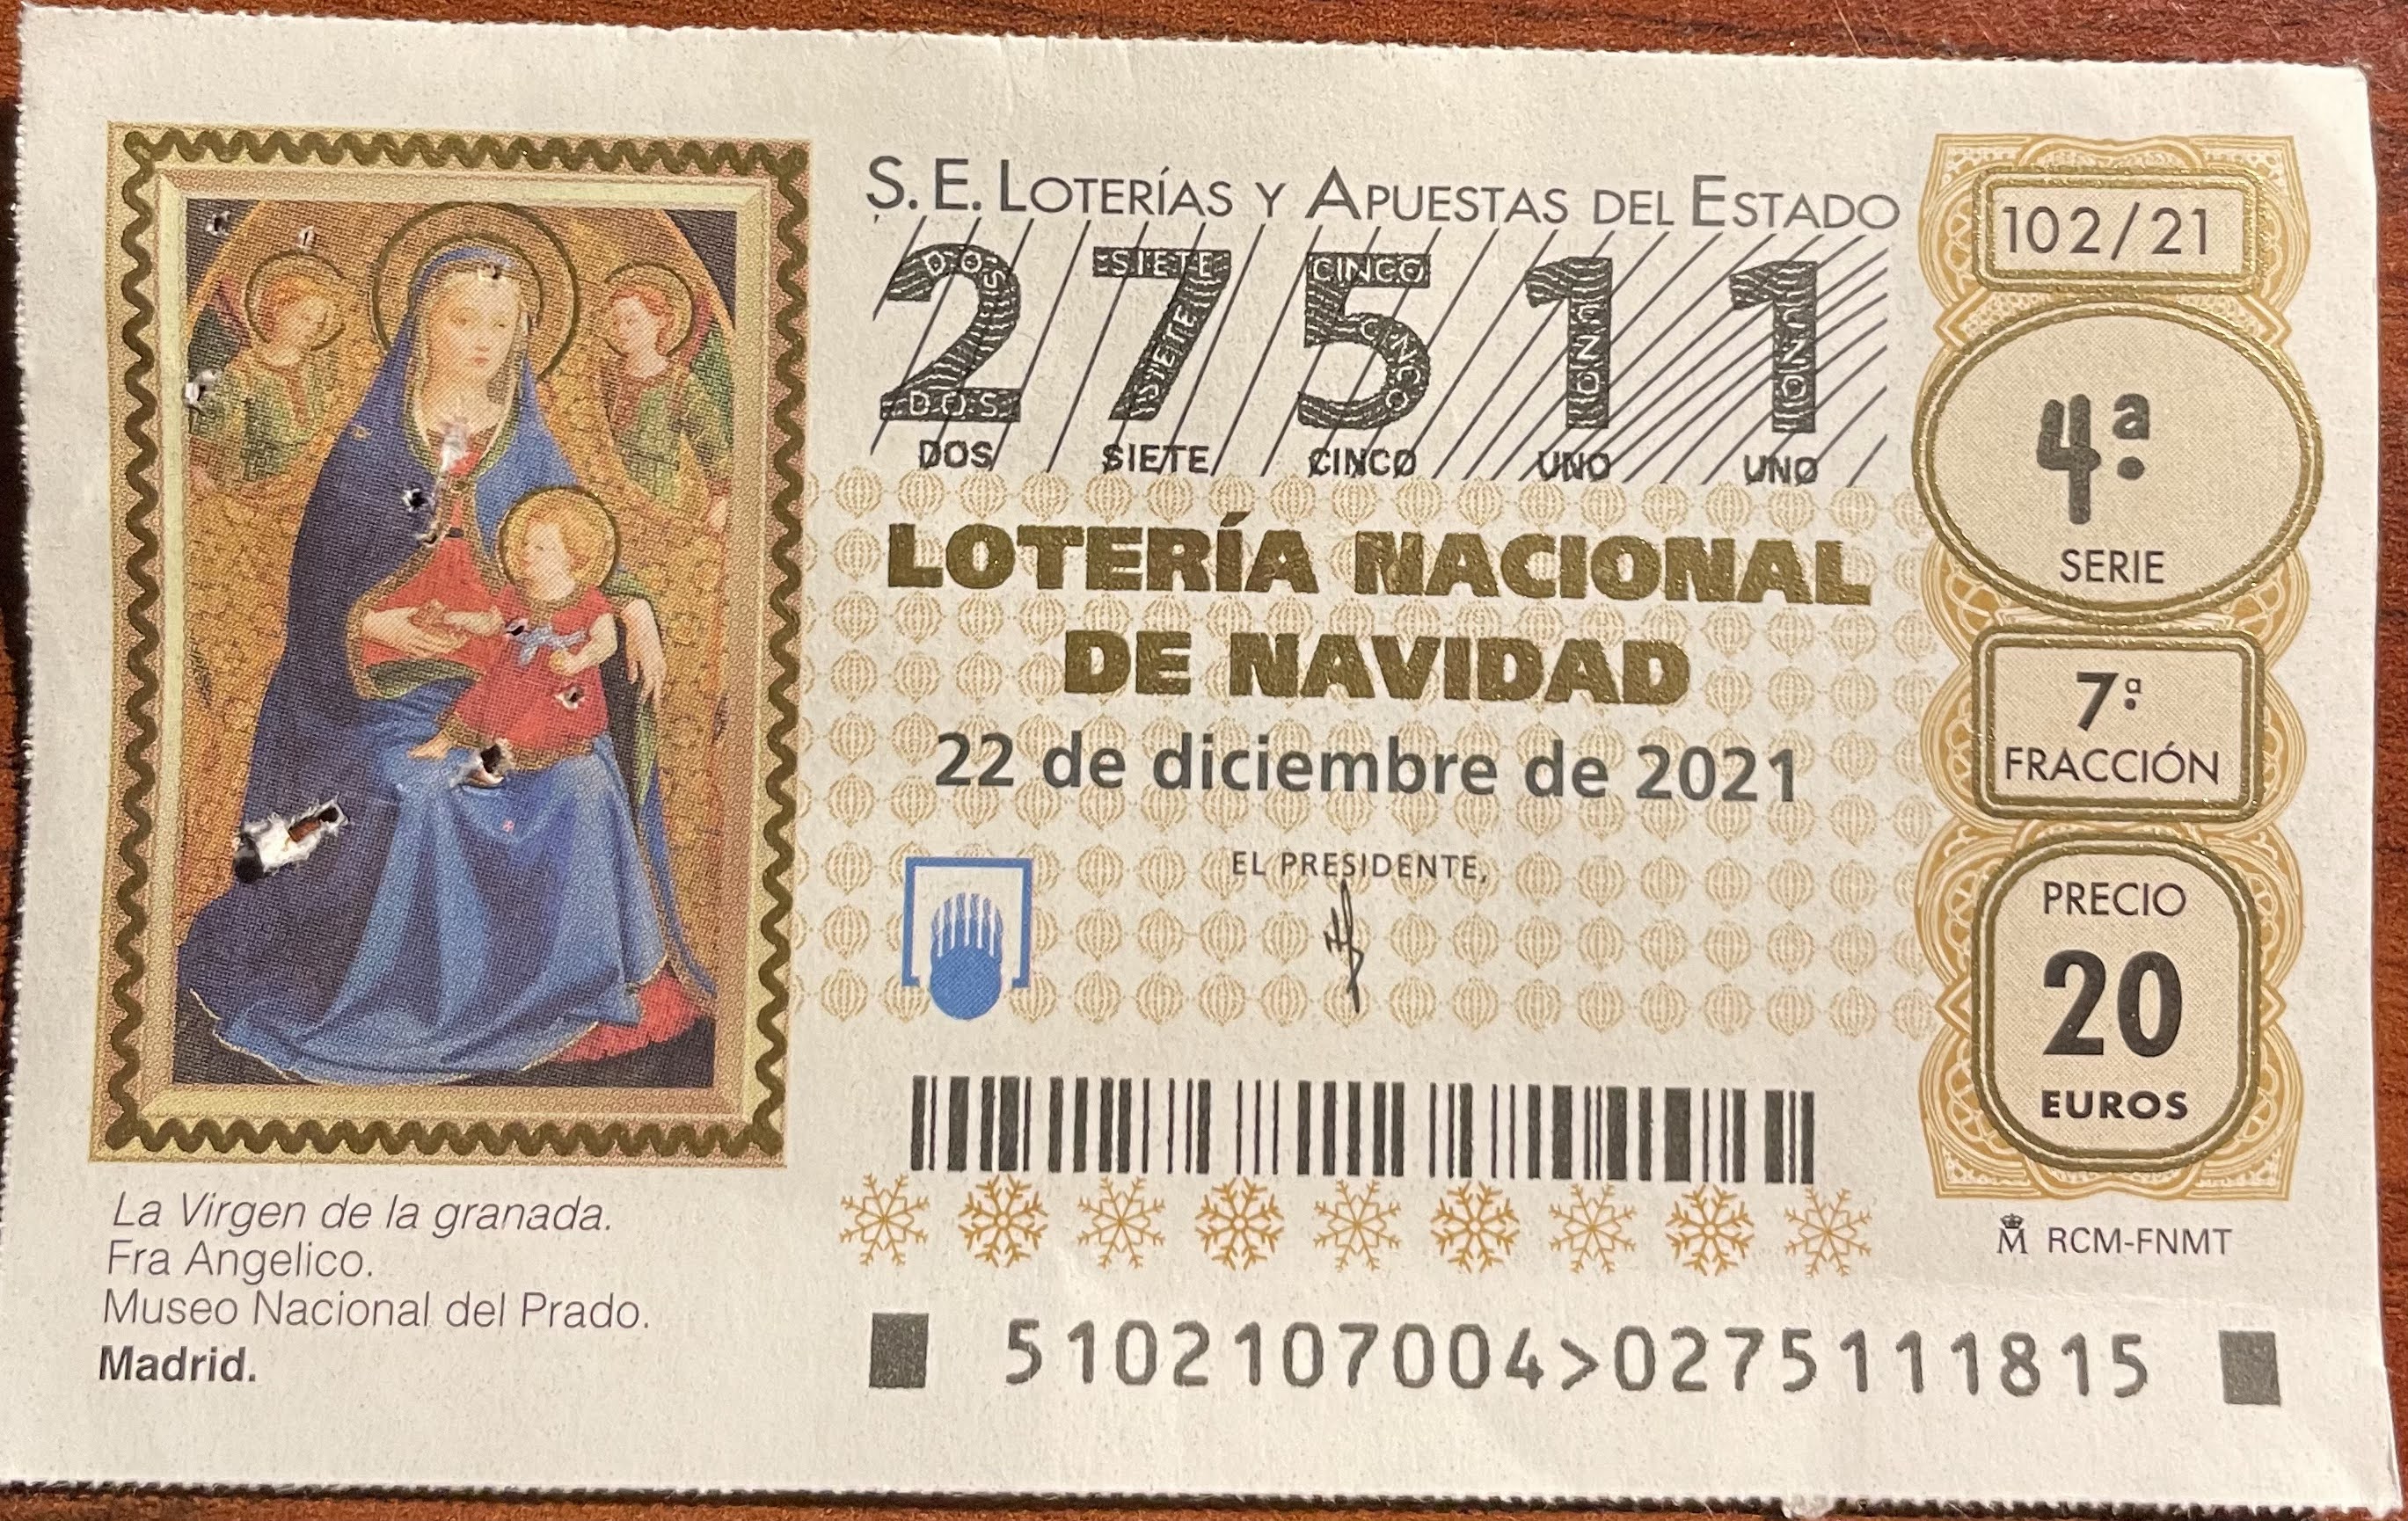 S. E. LOTERÍAS Y APUESTAS DEL ESTADO
27511
DOS SIETE CINCO UNO UNO
LOTERÍA NACIONAL
DE NAVIDAD
22 de diciembre de 2021
EL PRESIDENTE,
102/21
4ª
SERIE
7ª
FRACCIÓN
PRECIO
20
EUROS
M RCM-FNMT
La Virgen de la granada.
Fra Angelico.
Museo Nacional del Prado.
Madrid.
5102107004>0275111815